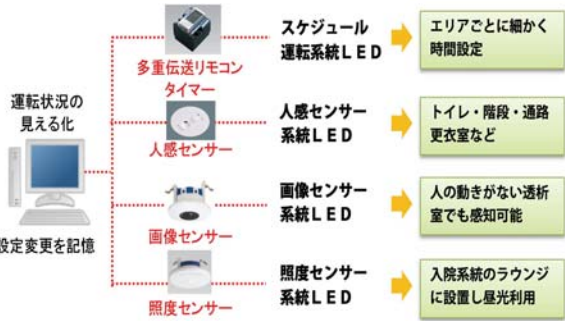 運転状況の
見える化
設定変更を記憶
多重伝送リモコン
タイマー
スケジュール
運転系統LED
エリアごとに細かく
時間設定
人感センサー
人感センサー
系統LED
トイレ・階段・通路
更衣室など
画像センサー
画像センサー
系統LED
人の動きがない透析
室でも感知可能
照度センサー
照度センサー
系統LED
入院系統のラウンジ
に設置し昼光利用